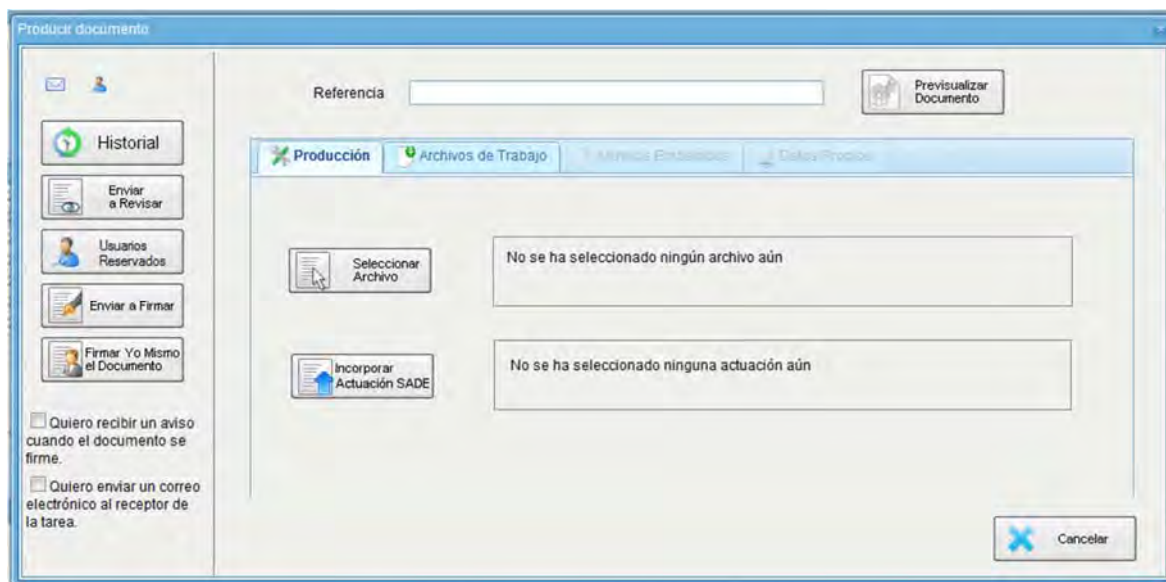 Producir documento
Referencia
Previsualizar
Documento
Historial
Enviar
a Revisar
Usuarios
Reservados
Enviar a Firmar
Firmar Yo Mismo
el Documento
Quiero recibir un aviso
cuando el documento se
firme.
Quiero enviar un correo
electrónico al receptor de
la tarea.
Producción
Archivos de Trabajo
Datos Propios
Seleccionar
Archivo
No se ha seleccionado ningún archivo aún
Incorporar
Actuación SADE
No se ha seleccionado ninguna actuación aún
Cancelar